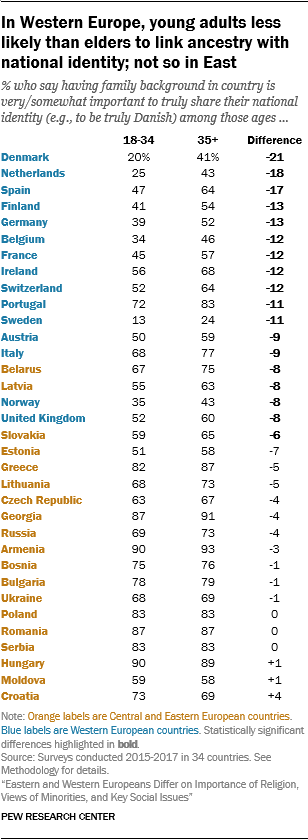 In Western Europe, young adults less
likely than elders to link ancestry with
national identity; not so in East
% who say having family background in country is
very/somewhat important to truly share their national
identity (e.g., to be truly Danish) among those ages ...
18-34 35+ Difference
Denmark 20% 41% -21
Netherlands 25 43 -18
Spain 47 64 -17
Finland 41 54 -13
Germany 39 52 -13
Belgium 34 46 -12
France 45 57 -12
Ireland 56 68 -12
Switzerland 52 64 -12
Portugal 72 83 -11
Sweden 13 24 -11
Austria 50 59 -9
Italy 68 77 -9
Belarus 67 75 -8
Latvia 55 63 -8
Norway 35 43 -8
United Kingdom 52 60 -8
Slovakia 59 65 -6
Estonia 51 58 -7
Greece 82 87 -5
Lithuania 68 73 -5
Czech Republic 63 67 -4
Georgia 87 91 -4
Russia 69 73 -4
Armenia 90 93 -3
Bosnia 75 76 -1
Bulgaria 78 79 -1
Ukraine 68 69 -1
Poland 83 83 0
Romania 87 87 0
Serbia 83 83 0
Hungary 90 89 +1
Moldova 59 58 +1
Croatia 73 69 +4
Note: Orange labels are Central and Eastern European countries.
Blue labels are Western European countries. Statistically significant
differences highlighted in bold.
Source: Surveys conducted 2015-2017 in 34 countries. See
Methodology for details.
“Eastern and Western Europeans Differ on Importance of Religion,
Views of Minorities, and Key Social Issues”
PEW RESEARCH CENTER